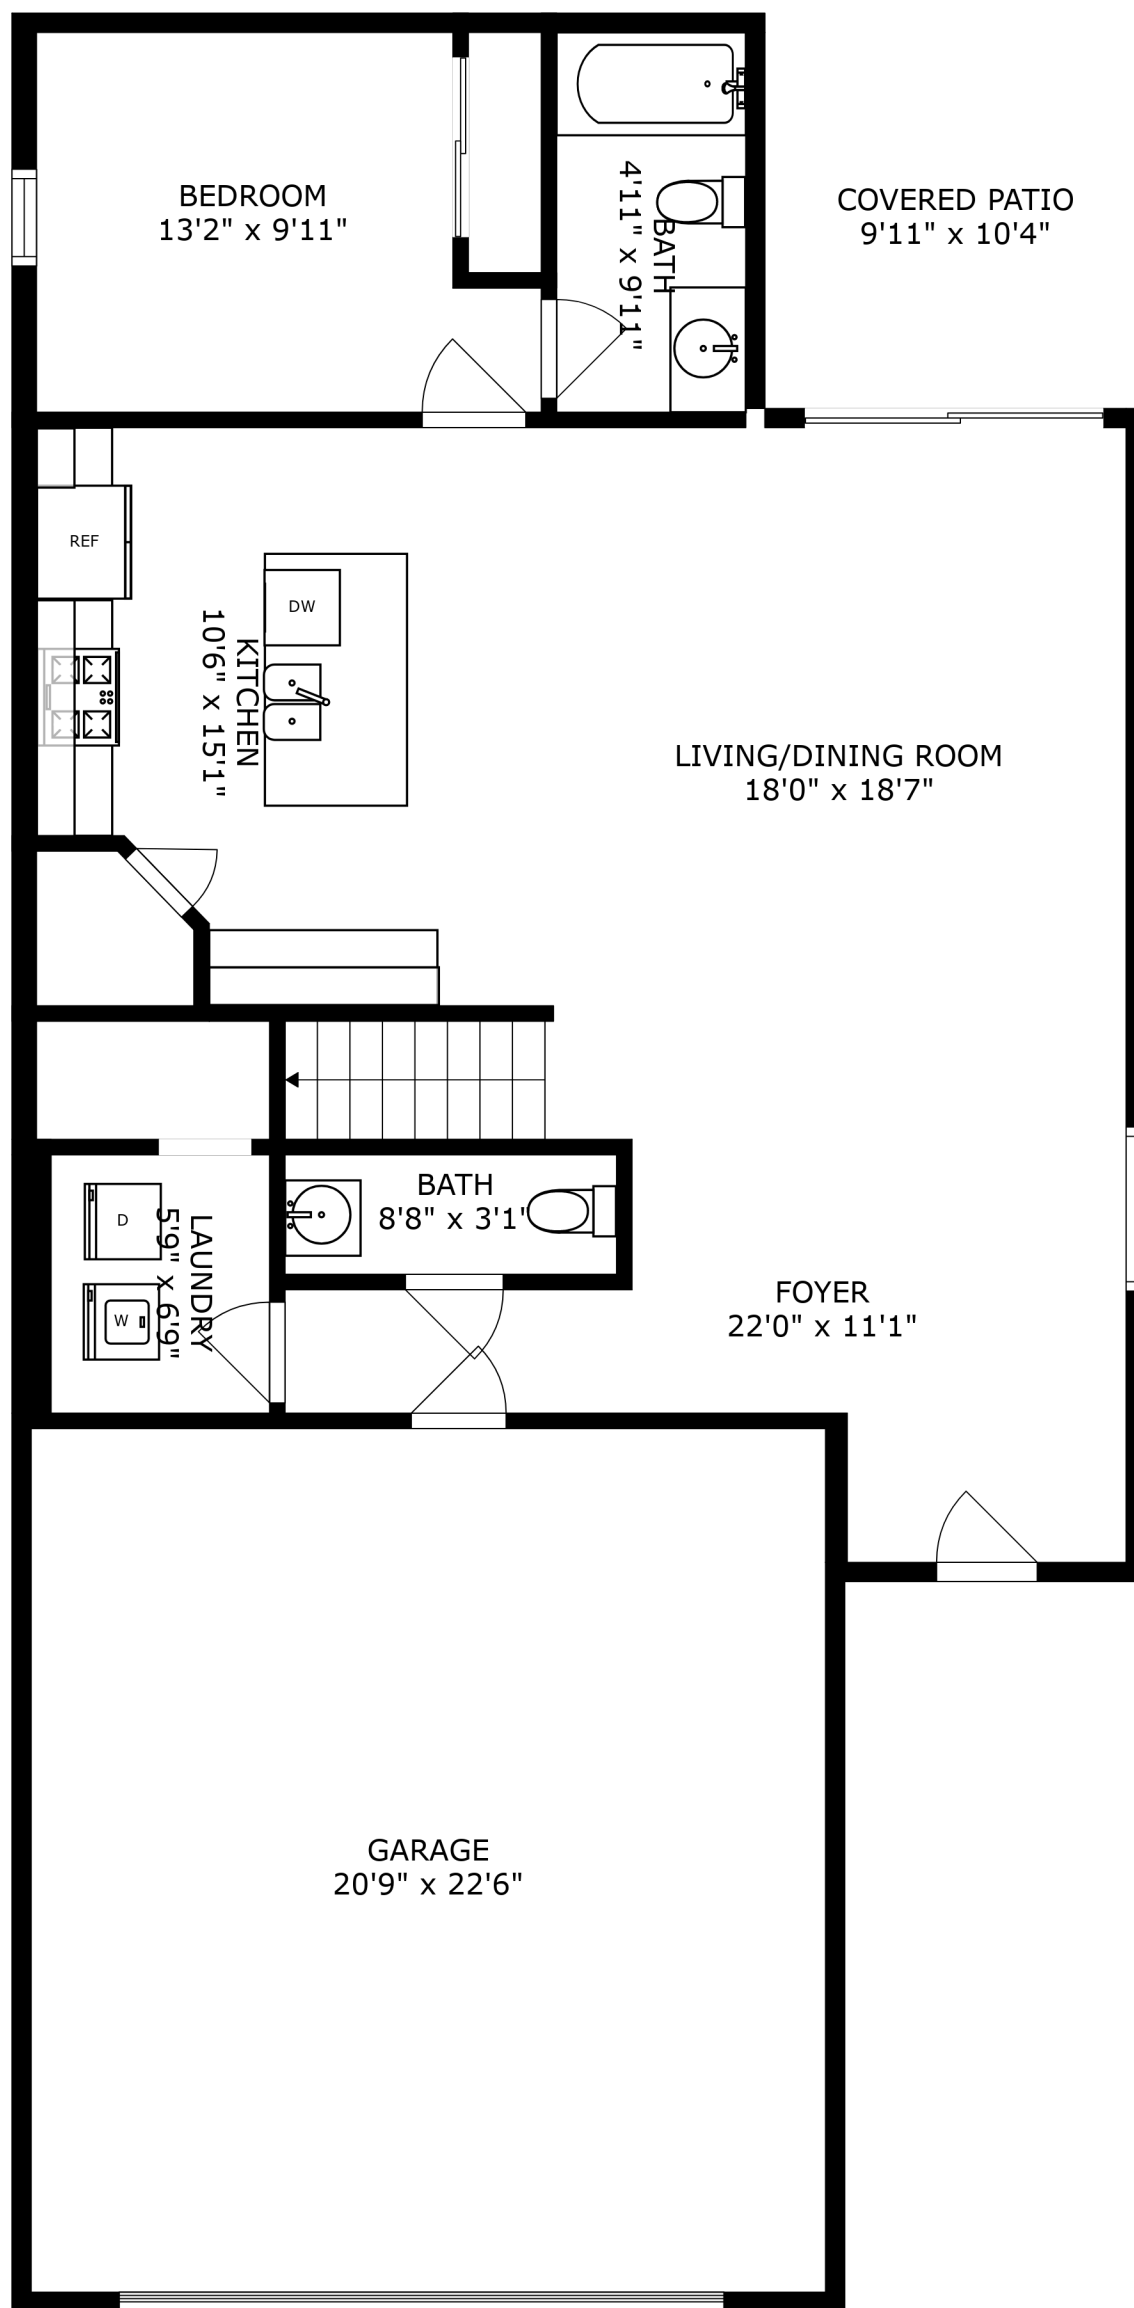 BEDROOM
13'2" x 9'11"
BATH
4'11" x 9'11"
COVERED PATIO
9'11" x 10'4"
REF
DW
KITCHEN
10'6" x 15'1"
LIVING/DINING ROOM
18'0" x 18'7"
BATH
8'8" x 3'1"
D
W
LAUNDRY
5'9" x 6'9"
FOYER
22'0" x 11'1"
GARAGE
20'9" x 22'6"